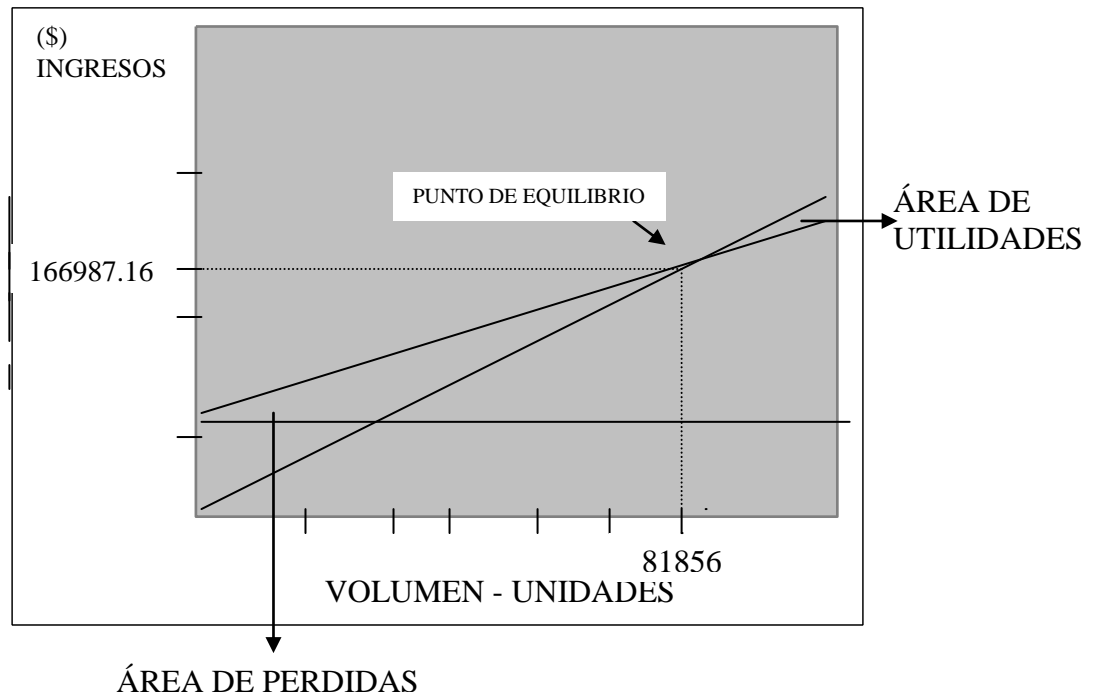 ($)
INGRESOS
PUNTO DE EQUILIBRIO
ÁREA DE
UTILIDADES
166987.16
81856
VOLUMEN - UNIDADES
ÁREA DE PERDIDAS